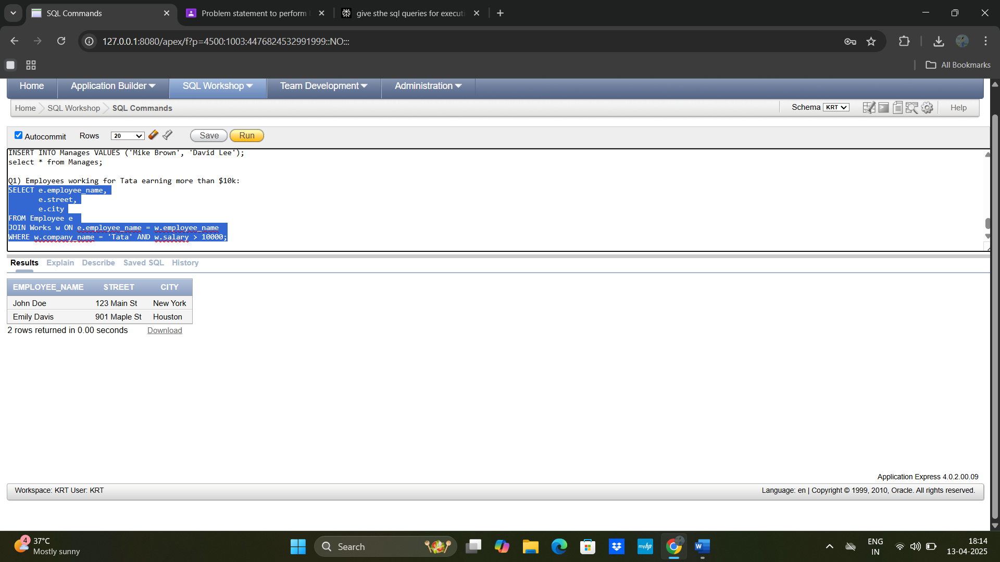 SQL Commands
Problem statement to perform
give sthe sql queries for executi
127.0.0.1:8080/apex/f?p=4500:1003:4476824532991999::NO:::
All Bookmarks
Home Application Builder SQL Workshop Team Development Administration
Home SQL Workshop SQL Commands
Schema KRT Help
Autocommit Rows 20 Save Run
INSERT INTO Manages VALUES ('Mike Brown', 'David Lee');
select * from Manages;
Q1) Employees working for Tata earning more than $10k:
SELECT e.employee_name,
e.street,
e.city
FROM Employee e
JOIN Works w ON e.employee_name = w.employee_name
WHERE w.company_name = 'Tata' AND w.salary > 10000;
Results Explain Describe Saved SQL History
EMPLOYEE_NAME STREET CITY
John Doe 123 Main St New York
Emily Davis 901 Maple St Houston
2 rows returned in 0.00 seconds Download
Application Express 4.0.2.00.09
Workspace: KRT User: KRT
Language: en | Copyright © 1999, 2010, Oracle. All rights reserved.
4
37°C
Mostly sunny
Search
myhp
W
ENG
IN
18:14
13-04-2025